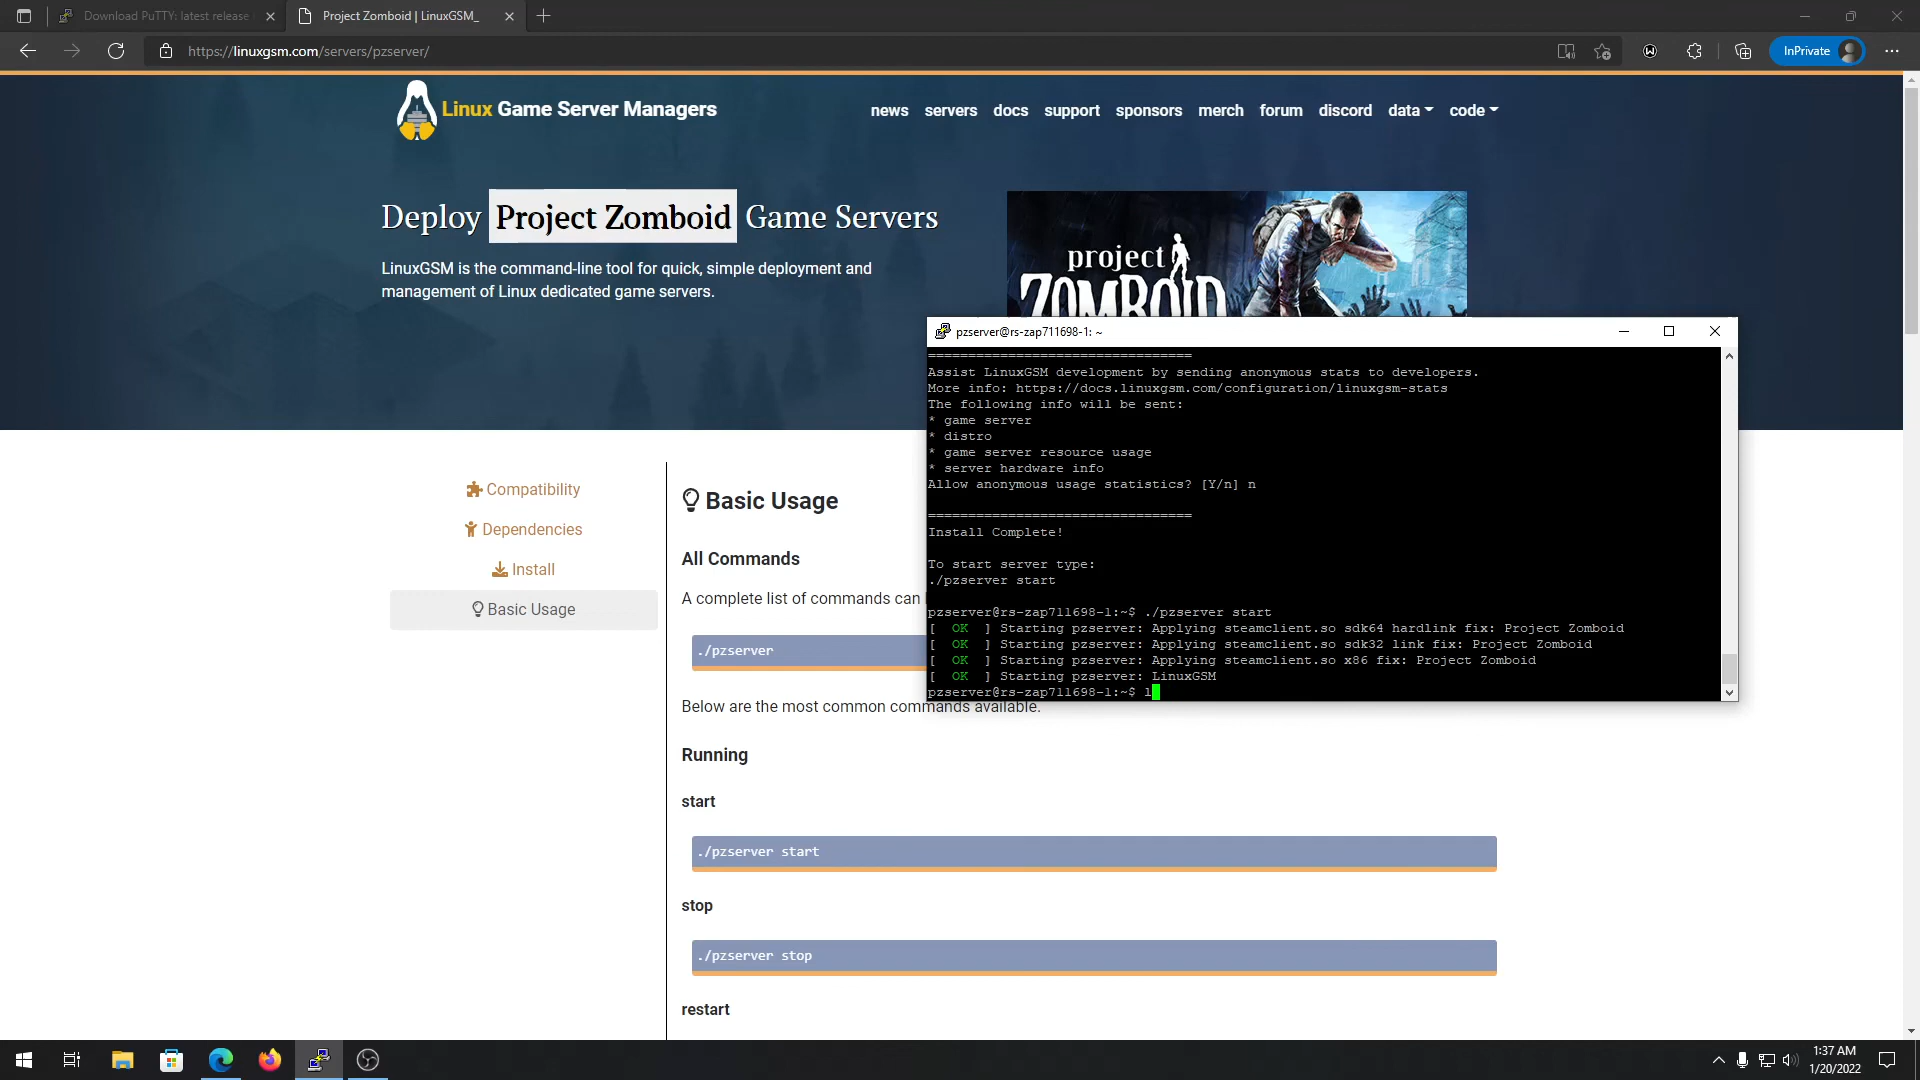 Download PuTTY: latest release
Project Zomboid | LinuxGSM_
https://linuxgsm.com/servers/pzserver/
InPrivate
Linux Game Server Managers
news servers docs support sponsors merch forum discord data code
Deploy Project Zomboid Game Servers
LinuxGSM is the command-line tool for quick, simple deployment and
management of Linux dedicated game servers.
project
ZOMBOID
Compatibility
Dependencies
Install
Basic Usage
Basic Usage
All Commands
A complete list of commands can
./pzserver
Below are the most common commands available.
Running
start
./pzserver start
stop
./pzserver stop
restart
pzserver@rs-zap711698-1: ~
=================================
Assist LinuxGSM development by sending anonymous stats to developers.
More info: https://docs.linuxgsm.com/configuration/linuxgsm-stats
The following info will be sent:
* game server
* distro
* game server resource usage
* server hardware info
Allow anonymous usage statistics? [Y/n] n
=================================
Install Complete!
To start server type:
./pzserver start
pzserver@rs-zap711698-1:~$ ./pzserver start
[ OK ] Starting pzserver: Applying steamclient.so sdk64 hardlink fix: Project Zomboid
[ OK ] Starting pzserver: Applying steamclient.so sdk32 link fix: Project Zomboid
[ OK ] Starting pzserver: Applying steamclient.so x86 fix: Project Zomboid
[ OK ] Starting pzserver: LinuxGSM
pzserver@rs-zap711698-1:~$ l
1:37 AM
1/20/2022